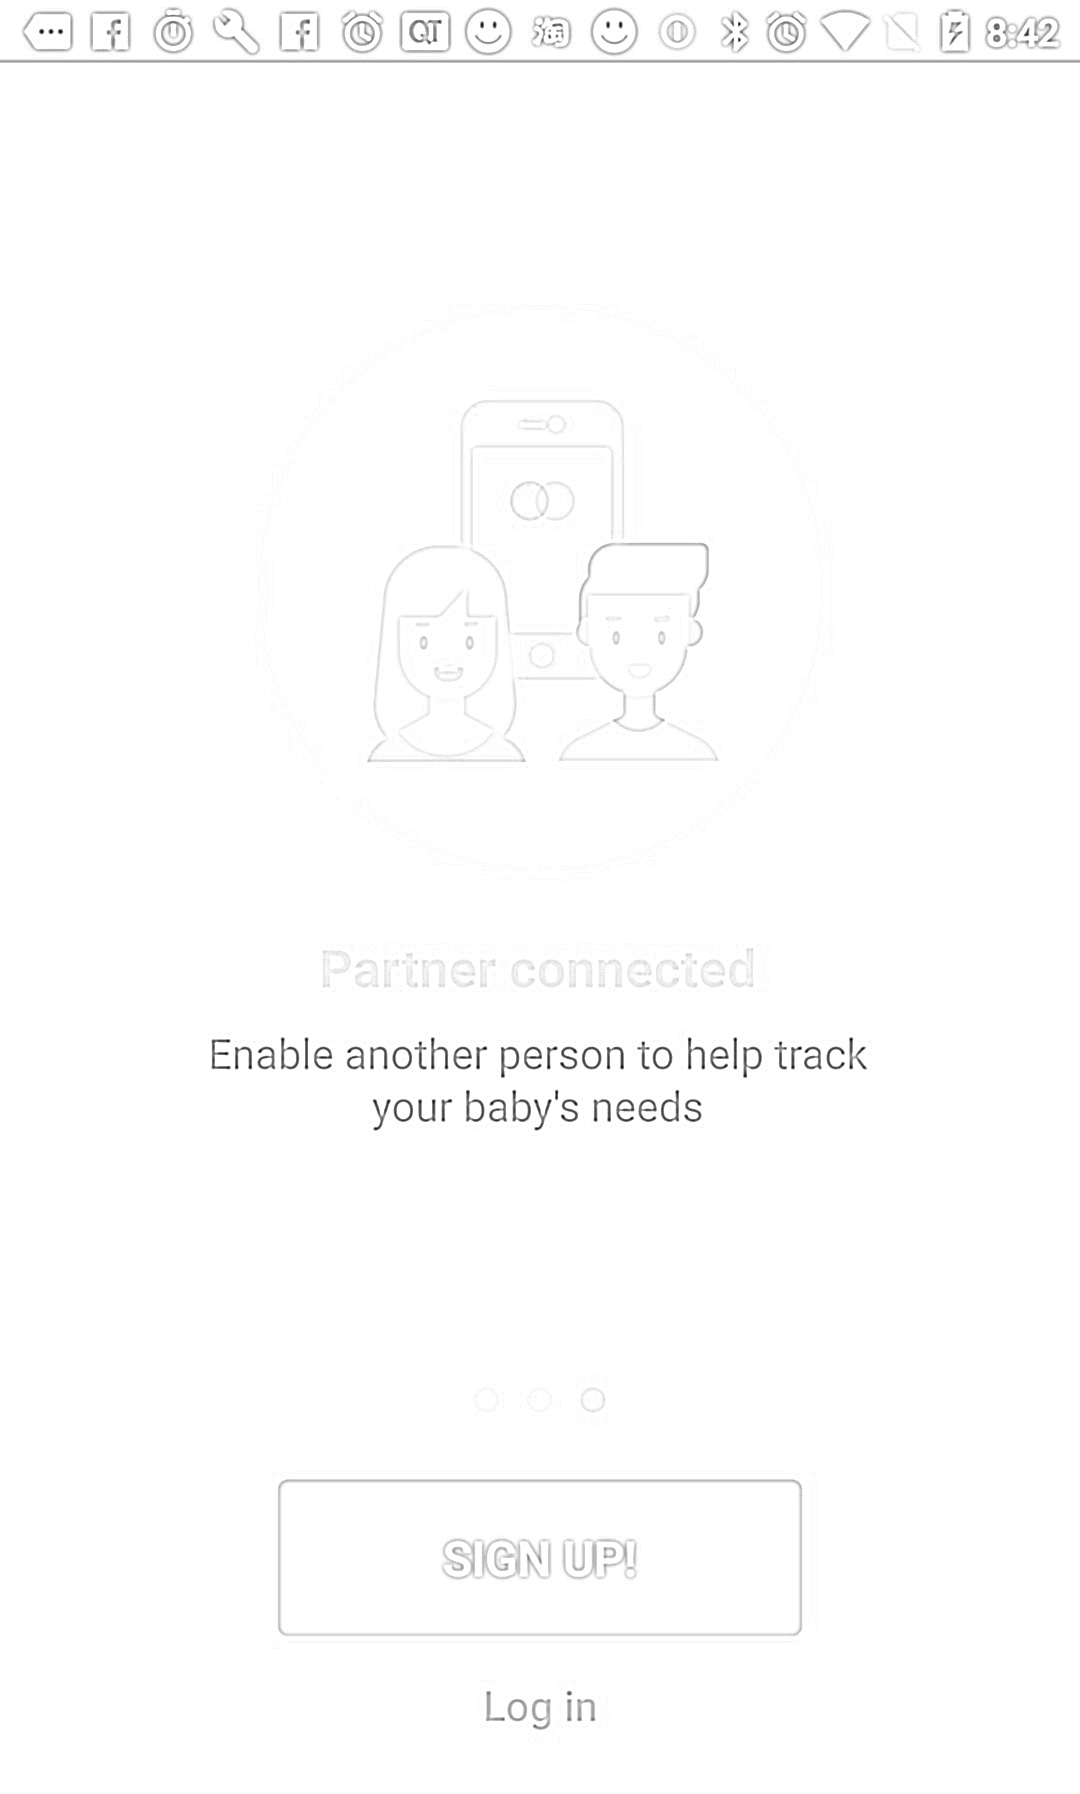 QT 淘 8:42
Partner connected
Enable another person to help track
your baby's needs
SIGN UP!
Log in